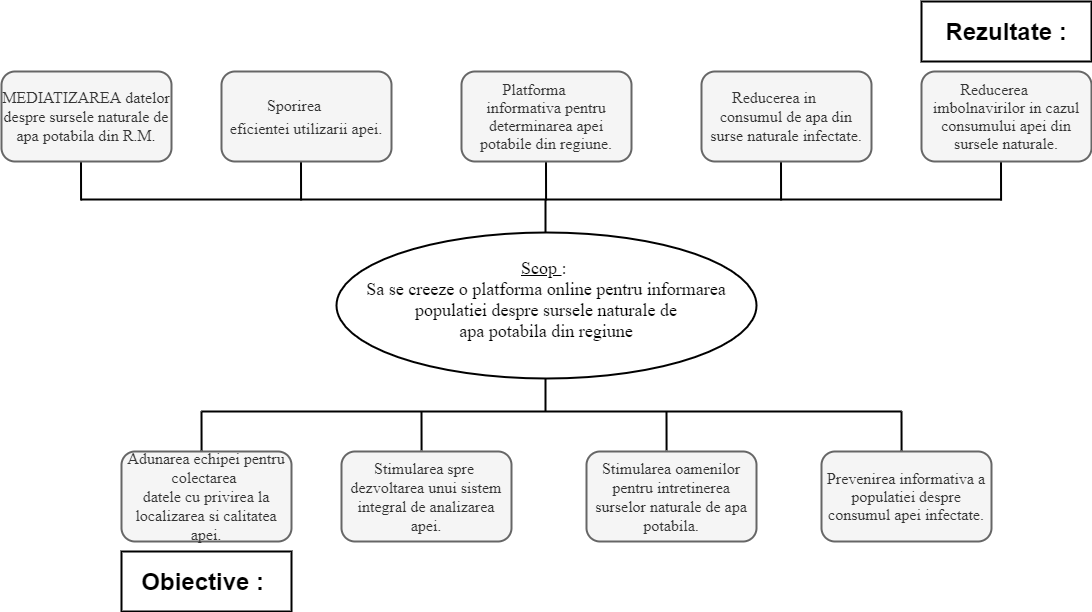 Rezultate :
MEDIATIZAREA datelor
despre sursele naturale de
apa potabila din R.M.
Sporirea
eficientei utilizarii apei.
Platforma
informativa pentru
determinarea apei
potabile din regiune.
Reducerea in
consumul de apa din
surse naturale infectate.
Reducerea
imbolnavirilor in cazul
consumului apei din
sursele naturale.
Scop :
Sa se creeze o platforma online pentru informarea
populatiei despre sursele naturale de
apa potabila din regiune
Adunarea echipei pentru
colectarea
datele cu privirea la
localizarea si calitatea
apei.
Stimularea spre
dezvoltarea unui sistem
integral de analizarea
apei.
Stimularea oamenilor
pentru intretinerea
surselor naturale de apa
potabila.
Prevenirea informativa a
populatiei despre
consumul apei infectate.
Obiective :